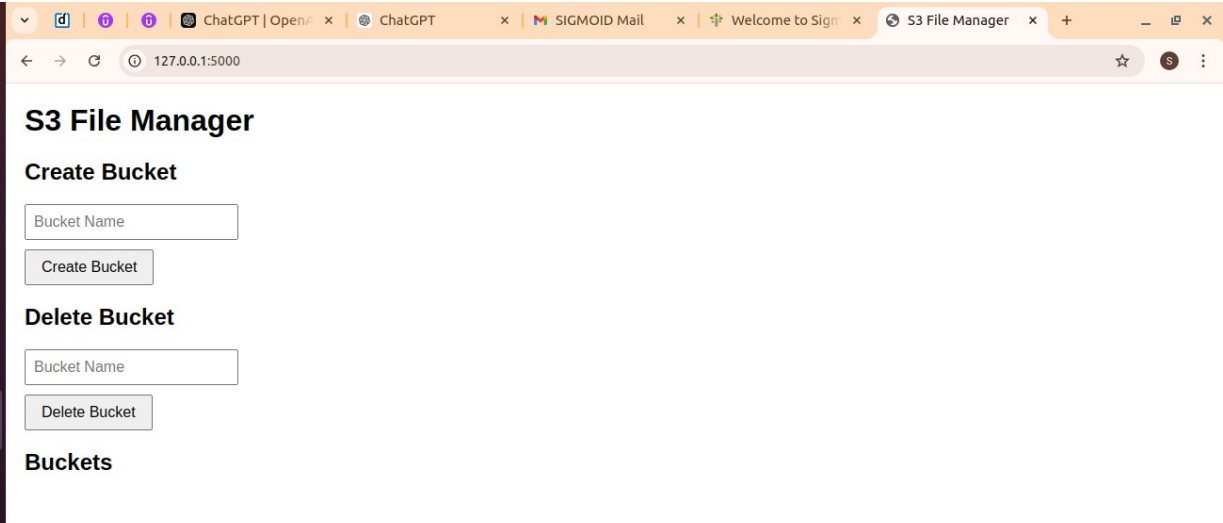 ChatGPT | OpenA
ChatGPT
SIGMOID Mail
Welcome to Sigm
S3 File Manager
127.0.0.1:5000
S
S3 File Manager
Create Bucket
Bucket Name
Create Bucket
Delete Bucket
Bucket Name
Delete Bucket
Buckets